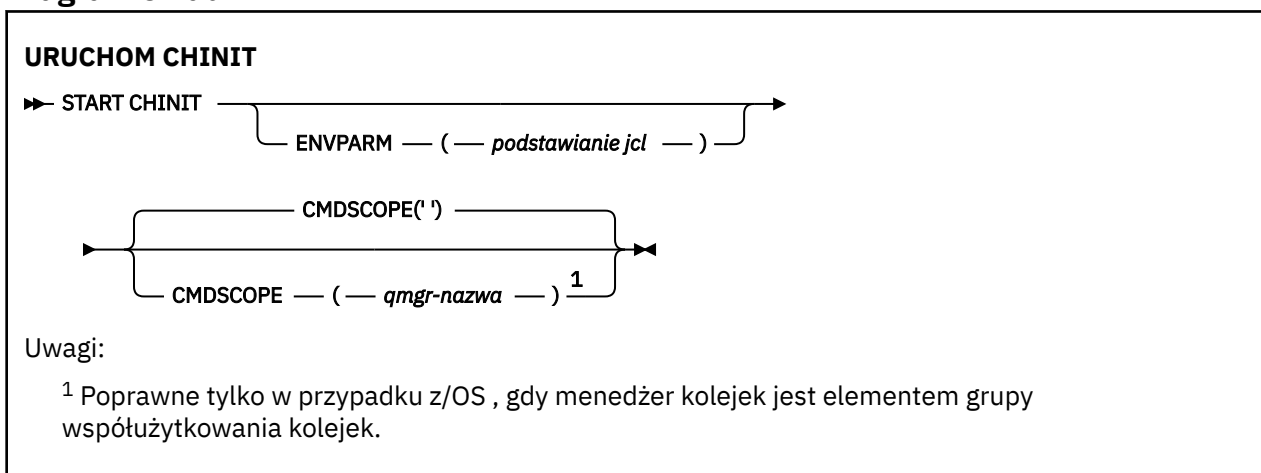 URUCHOM CHINIT
START CHINIT
ENVPARM ( podstawianie jcl )
CMDSCOPE(' ')
CMDSCOPE ( qmgr-nazwa ) 1
Uwagi:
1 Poprawne tylko w przypadku z/OS , gdy menedżer kolejek jest elementem grupy
współużytkowania kolejek.